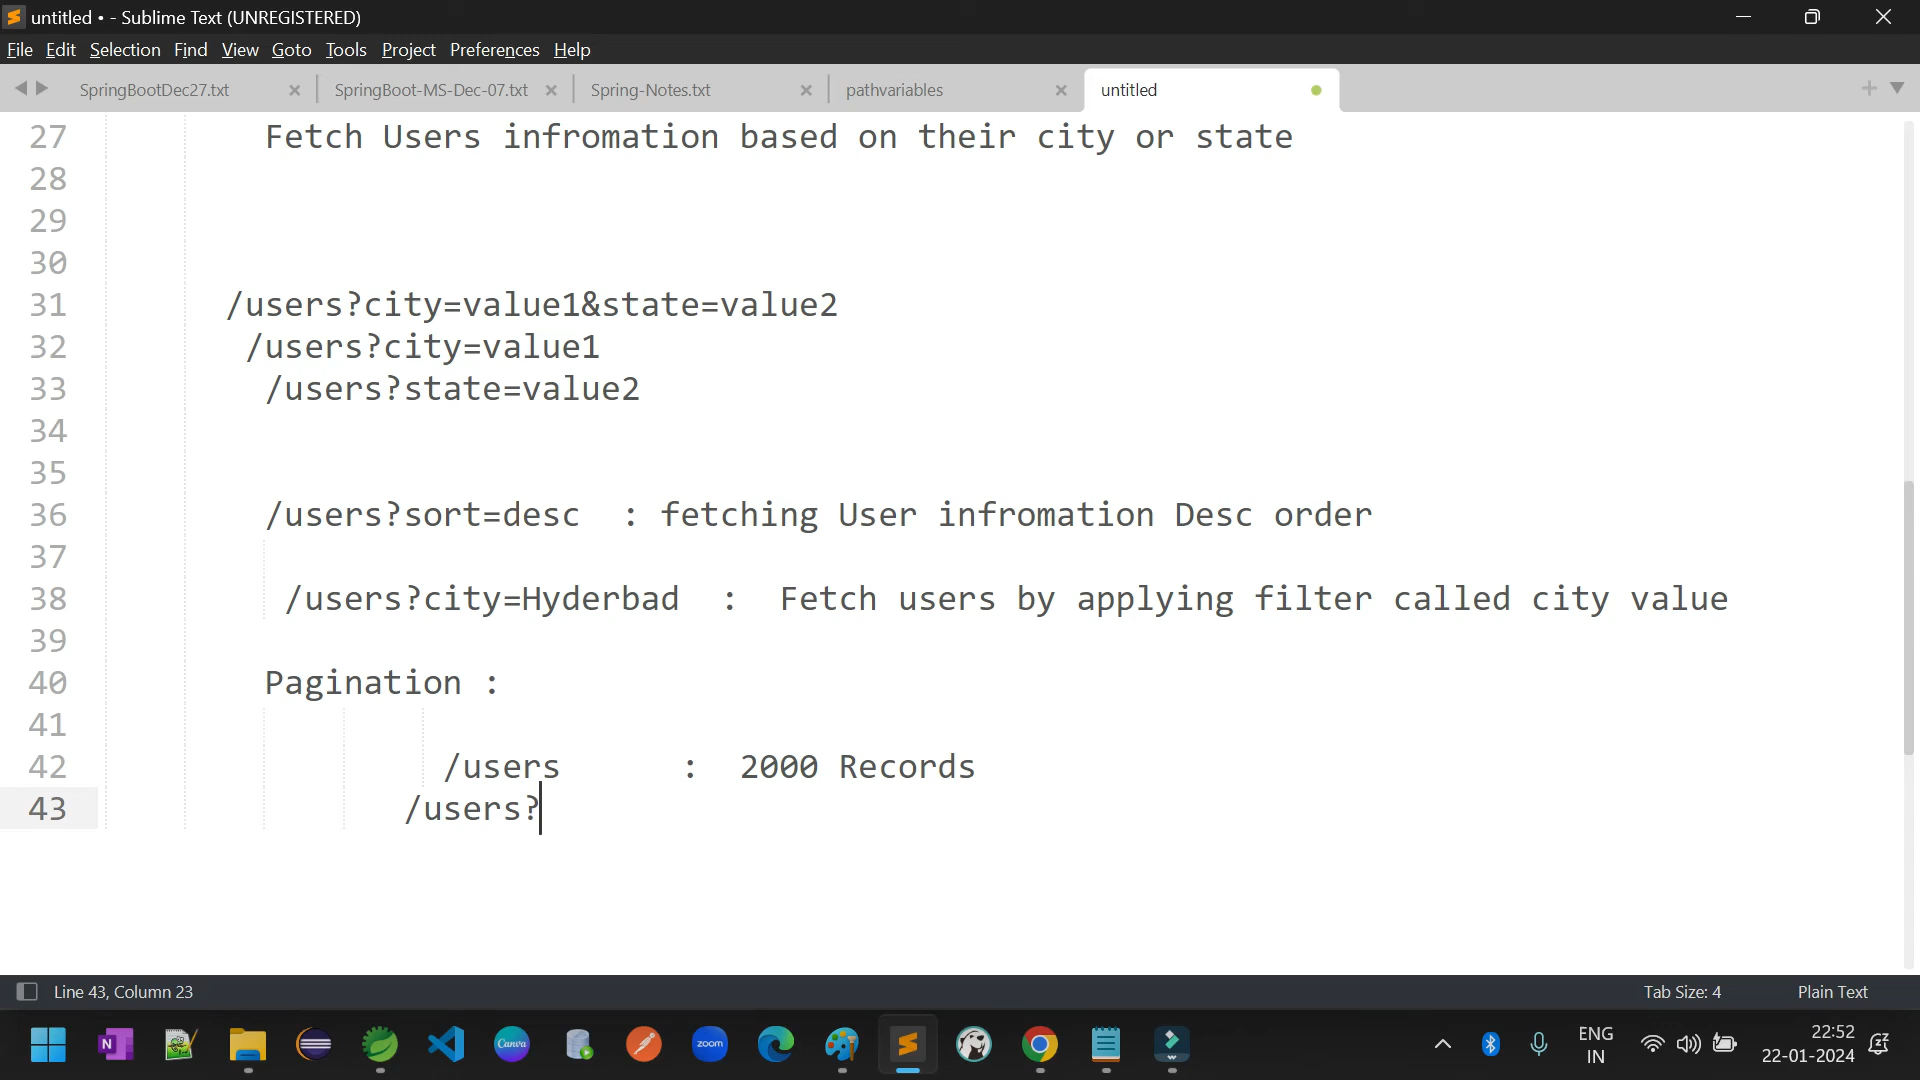 untitled • - Sublime Text (UNREGISTERED)
File Edit Selection Find View Goto Tools Project Preferences Help
SpringBootDec27.txt SpringBoot-MS-Dec-07.txt Spring-Notes.txt pathvariables untitled
27 Fetch Users infromation based on their city or state
28
29
30
31 /users?city=value1&state=value2
32 /users?city=value1
33 /users?state=value2
34
35
36 /users?sort=desc : fetching User infromation Desc order
37
38 /users?city=Hyderbad : Fetch users by applying filter called city value
39
40 Pagination :
41
42 /users : 2000 Records
43 /users?
Line 43, Column 23 Tab Size: 4 Plain Text
N Canva zoom ENG 22:52
IN 22-01-2024